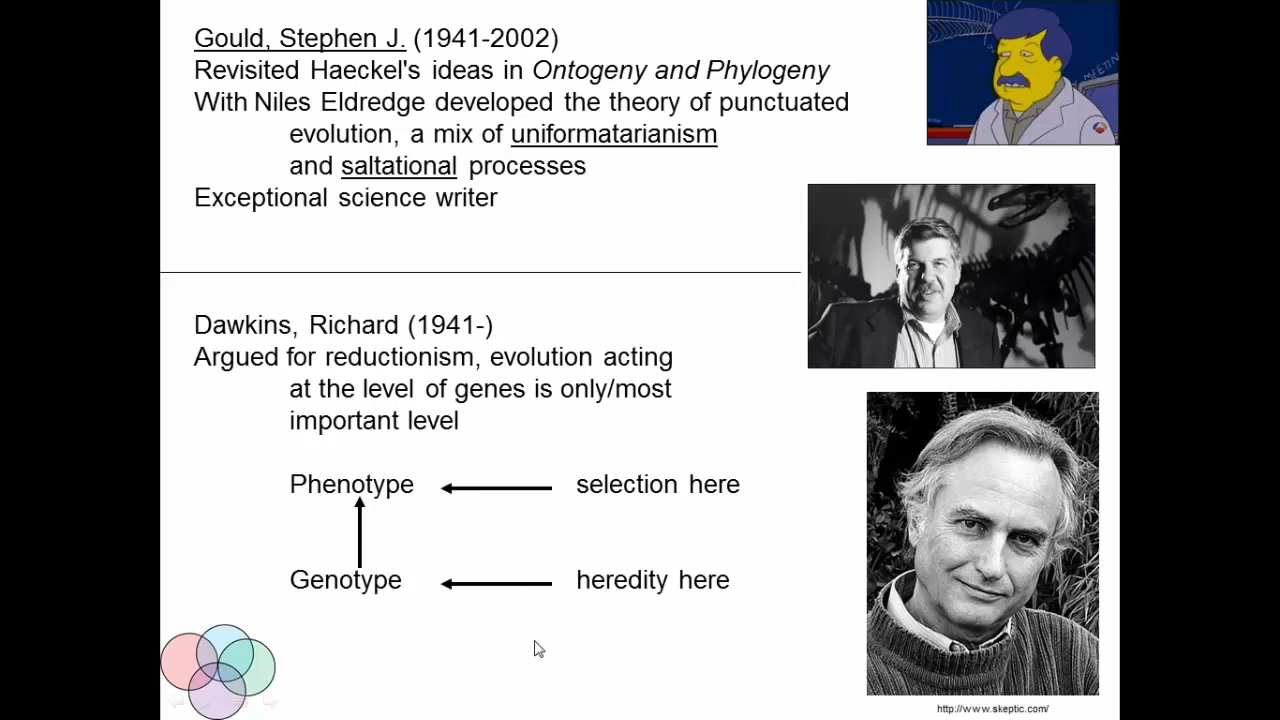 Gould, Stephen J. (1941-2002)
Revisited Haeckel's ideas in Ontogeny and Phylogeny
With Niles Eldredge developed the theory of punctuated
evolution, a mix of uniformatarianism
and saltational processes
Exceptional science writer
MEETIN
Dawkins, Richard (1941-)
Argued for reductionism, evolution acting
at the level of genes is only/most
important level
Phenotype selection here
Genotype heredity here
http://www.skeptic.com/